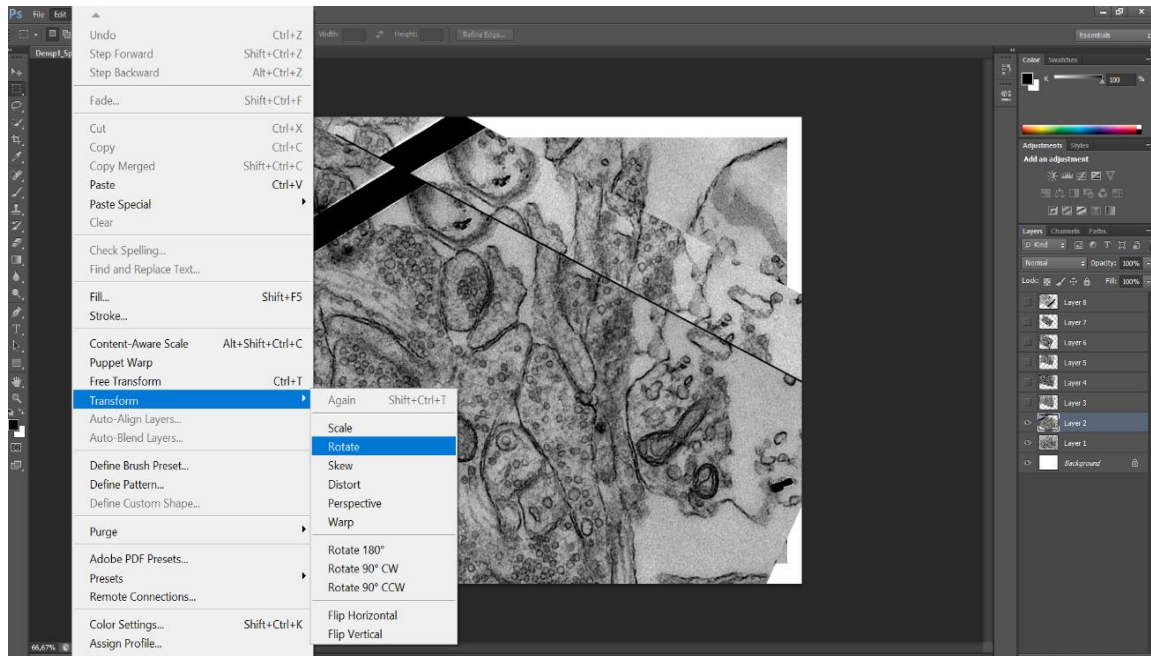 Ps File Edit
Width: Height: Refine Edge...
Essentials
Densp1_Sp
Undo Ctrl+Z
Step Forward Shift+Ctrl+Z
Step Backward Alt+Ctrl+Z
Fade... Shift+Ctrl+F
Cut Ctrl+X
Copy Ctrl+C
Copy Merged Shift+Ctrl+C
Paste Ctrl+V
Paste Special
Clear
Check Spelling...
Find and Replace Text...
Fill... Shift+F5
Stroke...
Content-Aware Scale Alt+Shift+Ctrl+C
Puppet Warp
Free Transform Ctrl+T
Transform
Auto-Align Layers...
Auto-Blend Layers...
Define Brush Preset...
Define Pattern...
Define Custom Shape...
Purge
Adobe PDF Presets...
Presets
Remote Connections...
Color Settings... Shift+Ctrl+K
Assign Profile...
Again Shift+Ctrl+T
Scale
Rotate
Skew
Distort
Perspective
Warp
Rotate 180°
Rotate 90° CW
Rotate 90° CCW
Flip Horizontal
Flip Vertical
Color Swatches
K 100 %
Adjustments Styles
Add an adjustment
Layers Channels Paths
Kind
Normal Opacity: 100%
Lock: Fill: 100%
Layer 8
Layer 7
Layer 6
Layer 5
Layer 4
Layer 3
Layer 2
Layer 1
Background
66,67%